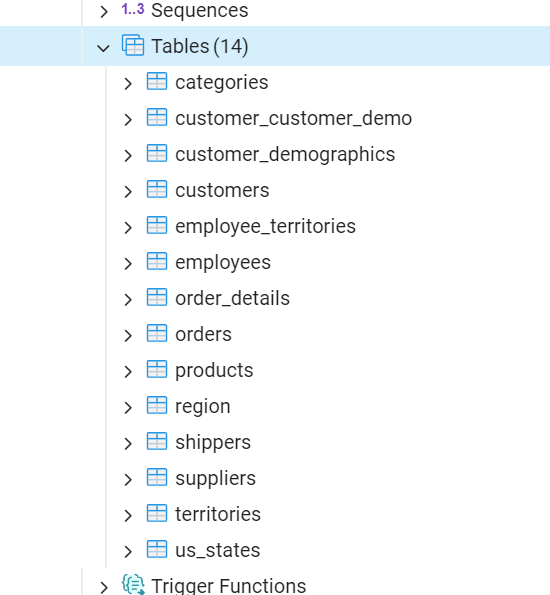 1..3 Sequences
Tables (14)
categories
customer_customer_demo
customer_demographics
customers
employee_territories
employees
order_details
orders
products
region
shippers
suppliers
territories
us_states
Trigger Functions